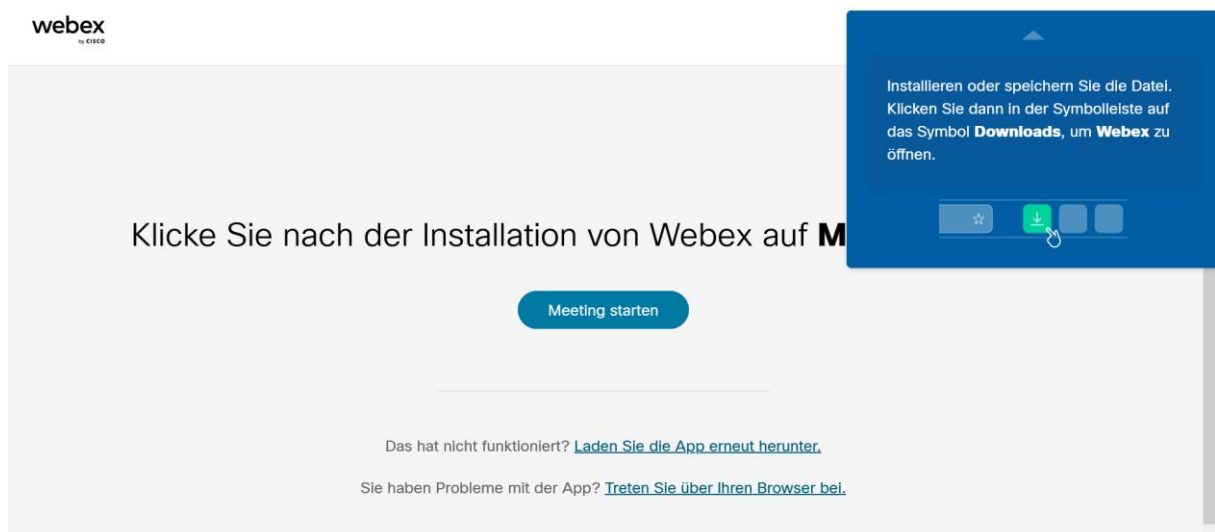 webex
by CISCO
Installieren oder speichern Sie die Datei.
Klicken Sie dann in der Symbolleiste auf
das Symbol Downloads, um Webex zu
öffnen.
Klicke Sie nach der Installation von Webex auf M
Meeting starten
Das hat nicht funktioniert? Laden Sie die App erneut herunter.
Sie haben Probleme mit der App? Treten Sie über Ihren Browser bei.